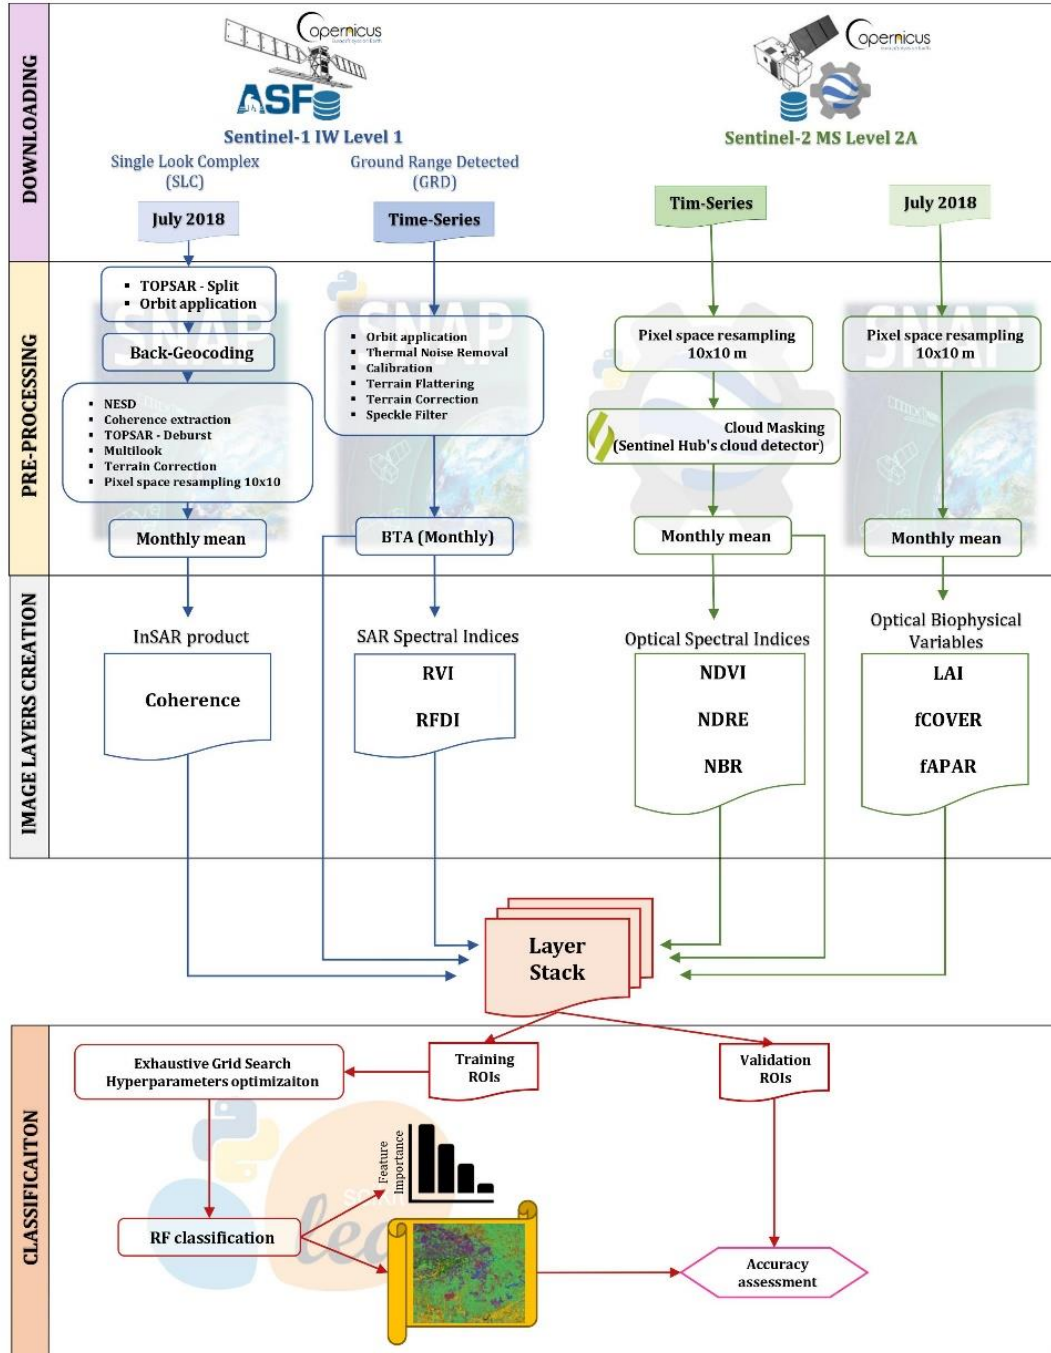 DOWNLOADING
opernicus
opernicus
ASF
Sentinel-1 IW Level 1
Sentinel-2 MS Level 2A
Single Look Complex
(SLC)
Ground Range Detected
(GRD)
July 2018
Time-Series
Tim-Series
July 2018
PRE-PROCESSING
▪ TOPSAR - Split
▪ Orbit application
Back-Geocoding
▪ NESD
▪ Coherence extraction
▪ TOPSAR - Deburst
▪ Multilook
▪ Terrain Correction
▪ Pixel space resampling 10x10
Monthly mean
SNAP
SNAP
▪ Orbit application
▪ Thermal Noise Removal
▪ Calibration
▪ Terrain Flattering
▪ Terrain Correction
▪ Speckle Filter
BTA (Monthly)
Pixel space resampling
10x10 m
Cloud Masking
(Sentinel Hub's cloud detector)
Monthly mean
SNAP
Pixel space resampling
10x10 m
Monthly mean
IMAGE LAYERS CREATION
InSAR product
Coherence
SAR Spectral Indices
RVI
RFDI
Optical Spectral Indices
NDVI
NDRE
NBR
Optical Biophysical
Variables
LAI
fCOVER
fAPAR
Layer
Stack
CLASSIFICAITON
Exhaustive Grid Search
Hyperparameters optimizaiton
Training
ROIs
Validation
ROIs
Feature
Importance
RF classification
Accuracy
assessment